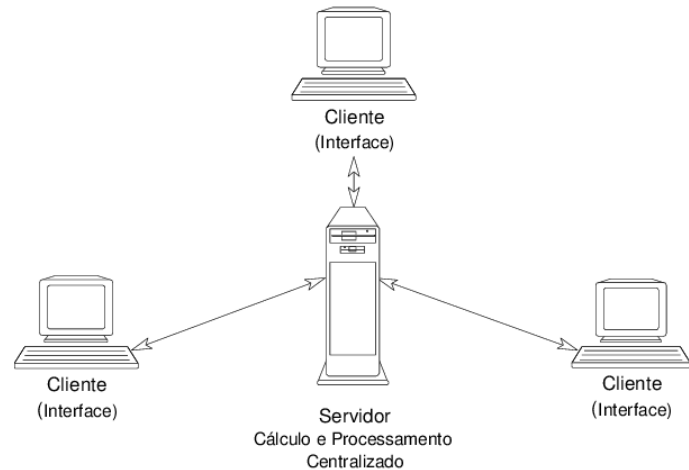 Cliente
(Interface)
Cliente
(Interface)
Cliente
(Interface)
Servidor
Cálculo e Processamento
Centralizado